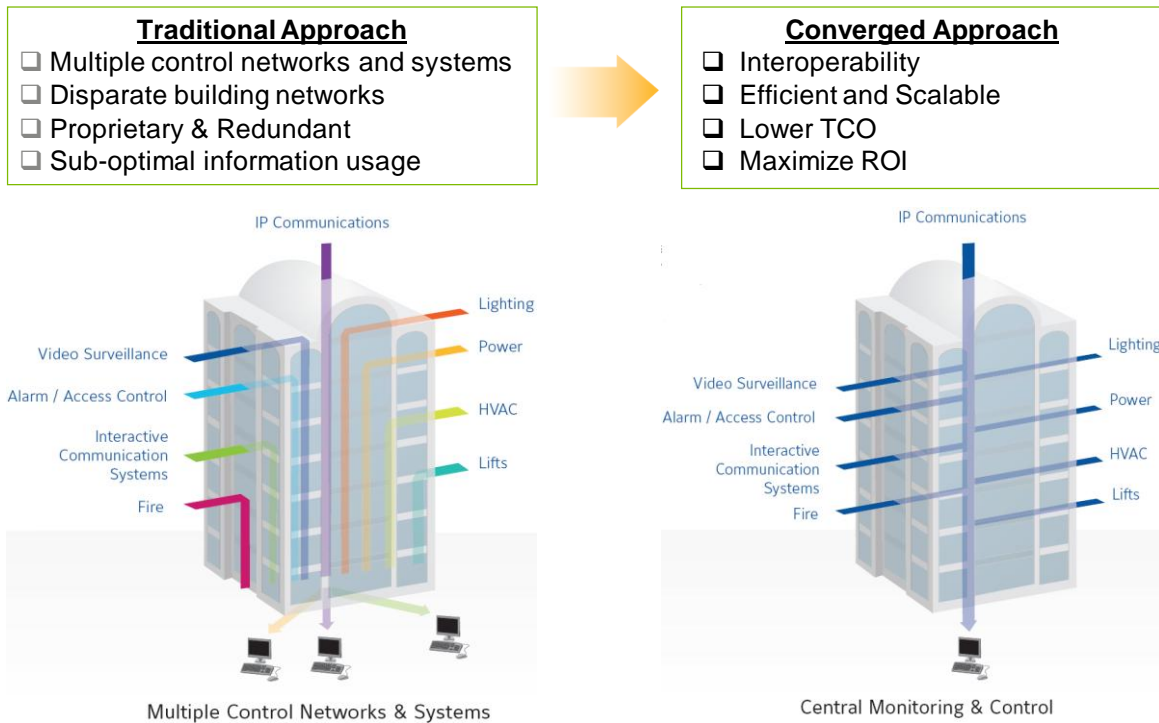 Traditional Approach
❑ Multiple control networks and systems
❑ Disparate building networks
❑ Proprietary & Redundant
❑ Sub-optimal information usage
Converged Approach
❑ Interoperability
❑ Efficient and Scalable
❑ Lower TCO
❑ Maximize ROI
IP Communications
Lighting
Power
Video Surveillance
Alarm / Access Control
HVAC
Interactive
Communication
Systems
Lifts
Fire
Multiple Control Networks & Systems
IP Communications
Lighting
Video Surveillance
Power
Alarm / Access Control
Interactive
Communication
Systems
HVAC
Lifts
Fire
Central Monitoring & Control